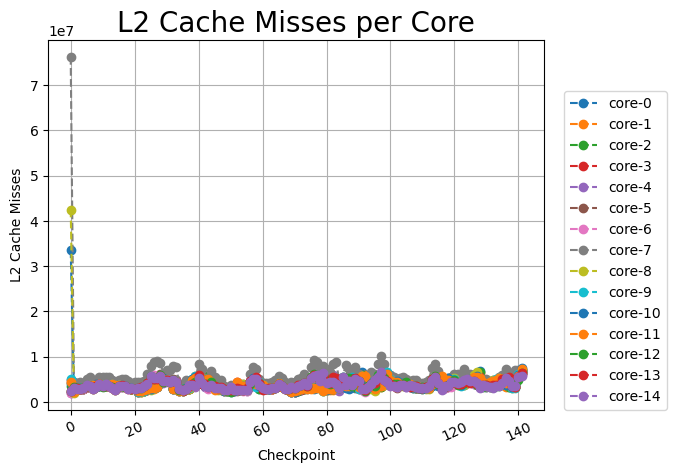 L2 Cache Misses per Core
1e7
7
6
5
4
3
2
1
0
L2 Cache Misses
0
20
40
60
80
100
120
140
Checkpoint
core-0
core-1
core-2
core-3
core-4
core-5
core-6
core-7
core-8
core-9
core-10
core-11
core-12
core-13
core-14